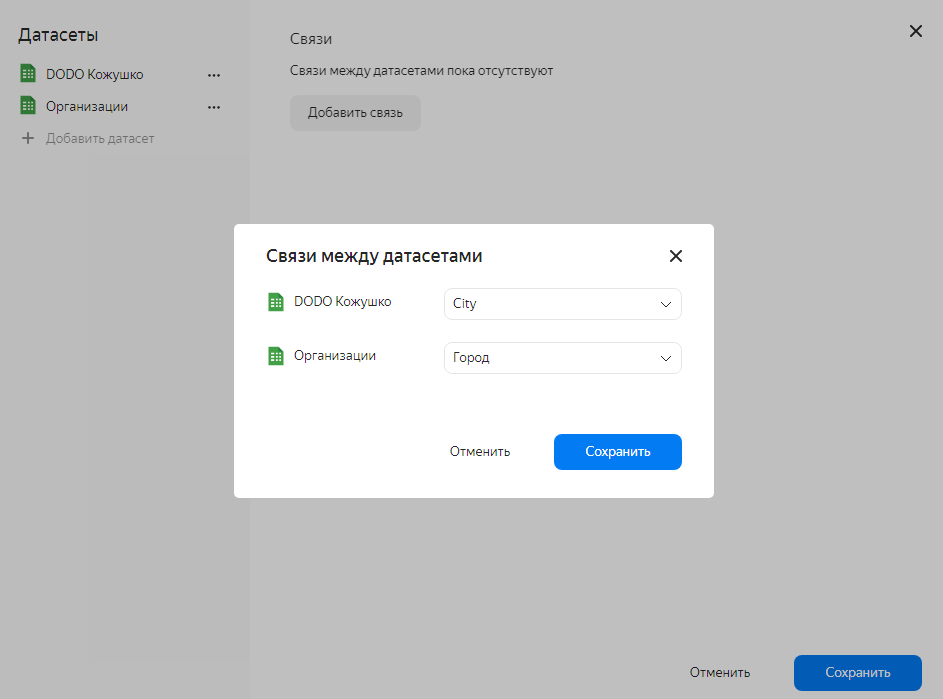 Датасеты
DODO Кожушко
Организации
Добавить датасет
Связи
Связи между датасетами пока отсутствуют
Добавить связь
Связи между датасетами
DODO Кожушко
City
Организации
Город
Отменить
Сохранить
Отменить
Сохранить